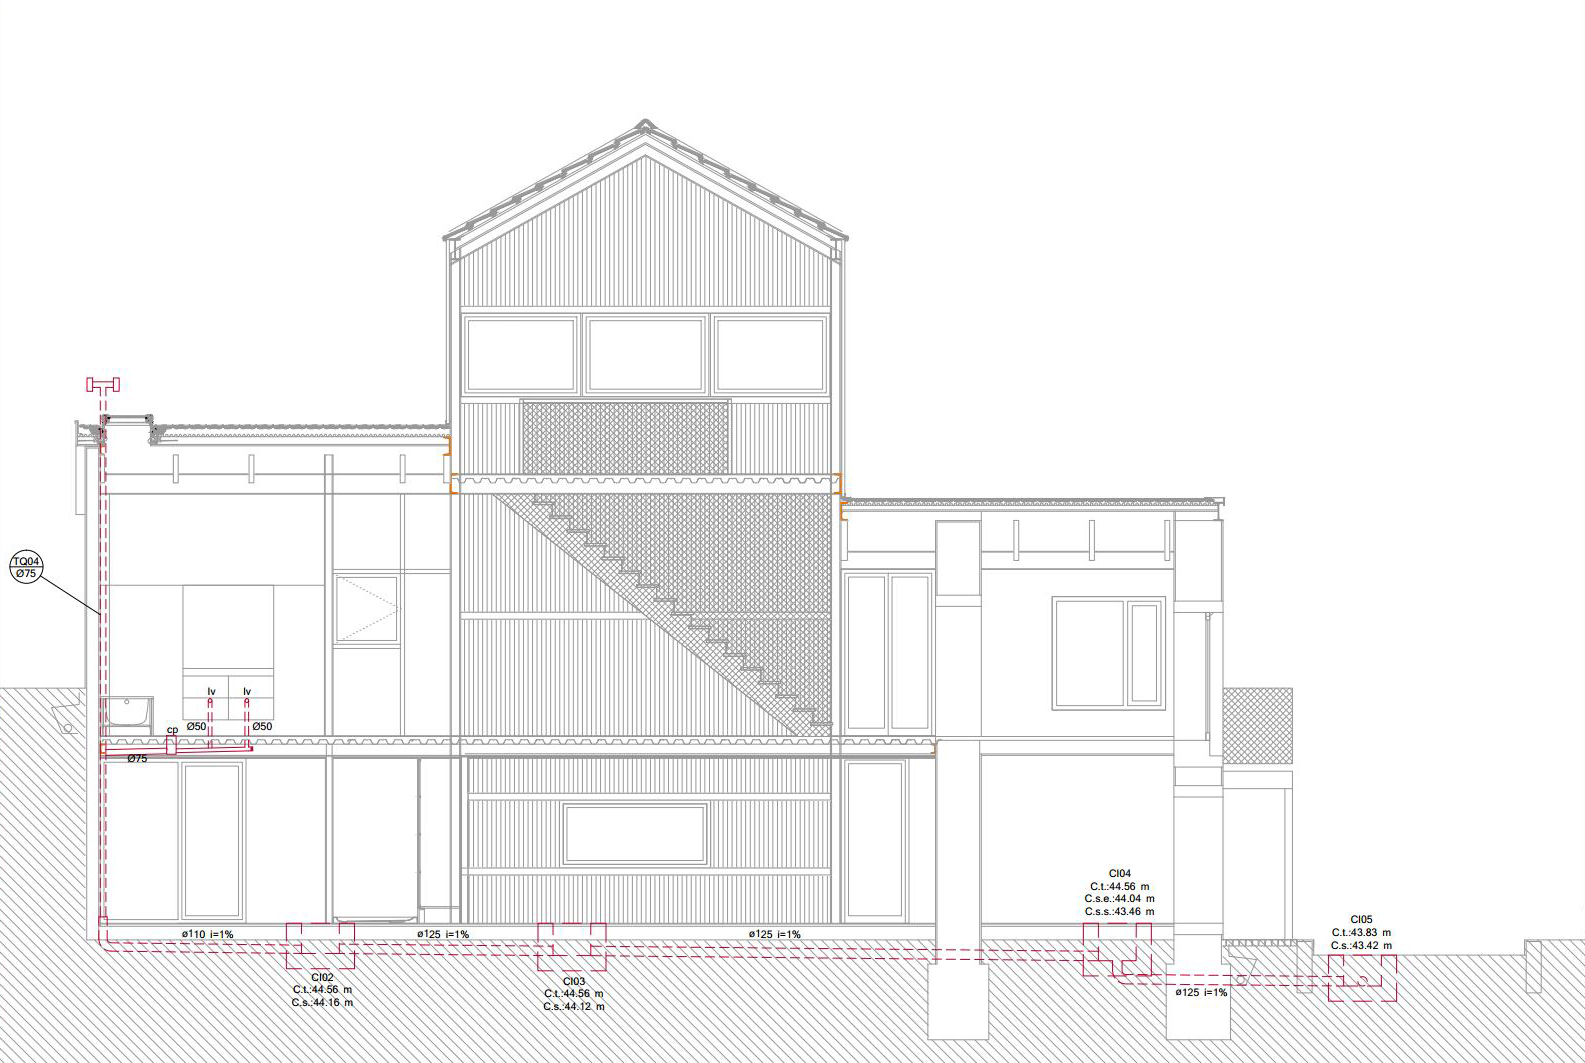 TQ04
Ø75
lv
lv
Ø50
Ø50
cp
Ø75
ø110 i=1%
ø125 i=1%
ø125 i=1%
CI02
C.t.:44.56 m
C.s.:44.16 m
CI03
C.t.:44.56 m
C.s.:44.12 m
CI04
C.t.:44.56 m
C.s.e.:44.04 m
C.s.s.:43.46 m
ø125 i=1%
CI05
C.t.:43.83 m
C.s.:43.42 m